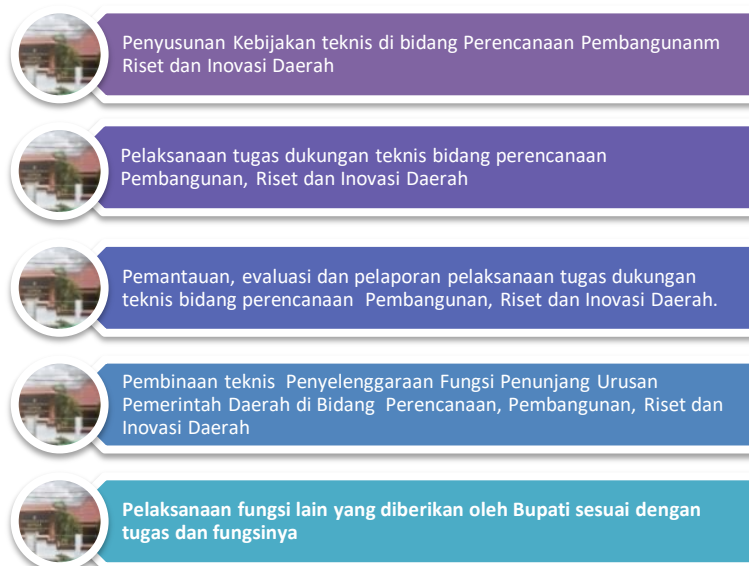 Penyusunan Kebijakan teknis di bidang Perencanaan Pembangunanm
Riset dan Inovasi Daerah
Pelaksanaan tugas dukungan teknis bidang perencanaan
Pembangunan, Riset dan Inovasi Daerah
Pemantauan, evaluasi dan pelaporan pelaksanaan tugas dukungan
teknis bidang perencanaan Pembangunan, Riset dan Inovasi Daerah.
Pembinaan teknis Penyelenggaraan Fungsi Penunjang Urusan
Pemerintah Daerah di Bidang Perencanaan, Pembangunan, Riset dan
Inovasi Daerah
Pelaksanaan fungsi lain yang diberikan oleh Bupati sesuai dengan
tugas dan fungsinya